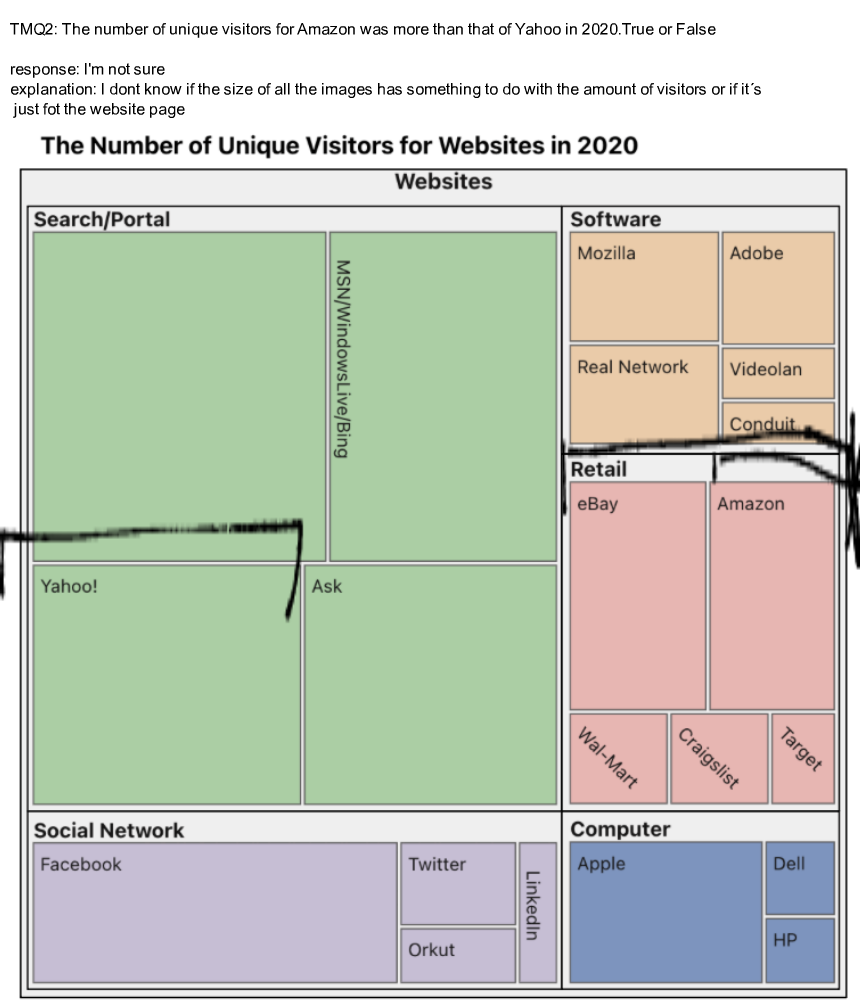 TMQ2: The number of unique visitors for Amazon was more than that of Yahoo in 2020.True or False
response: I'm not sure
explanation: I dont know if the size of all the images has something to do with the amount of visitors or if it´s
just fot the website page
The Number of Unique Visitors for Websites in 2020
Websites
Search/Portal
MSN/WindowsLive/Bing
Yahoo!
Ask
Software
Mozilla
Adobe
Real Network
Videolan
Conduit
Retail
eBay
Amazon
Wal-Mart
Craigslist
Target
Social Network
Facebook
Twitter
Orkut
LinkedIn
Computer
Apple
Dell
HP